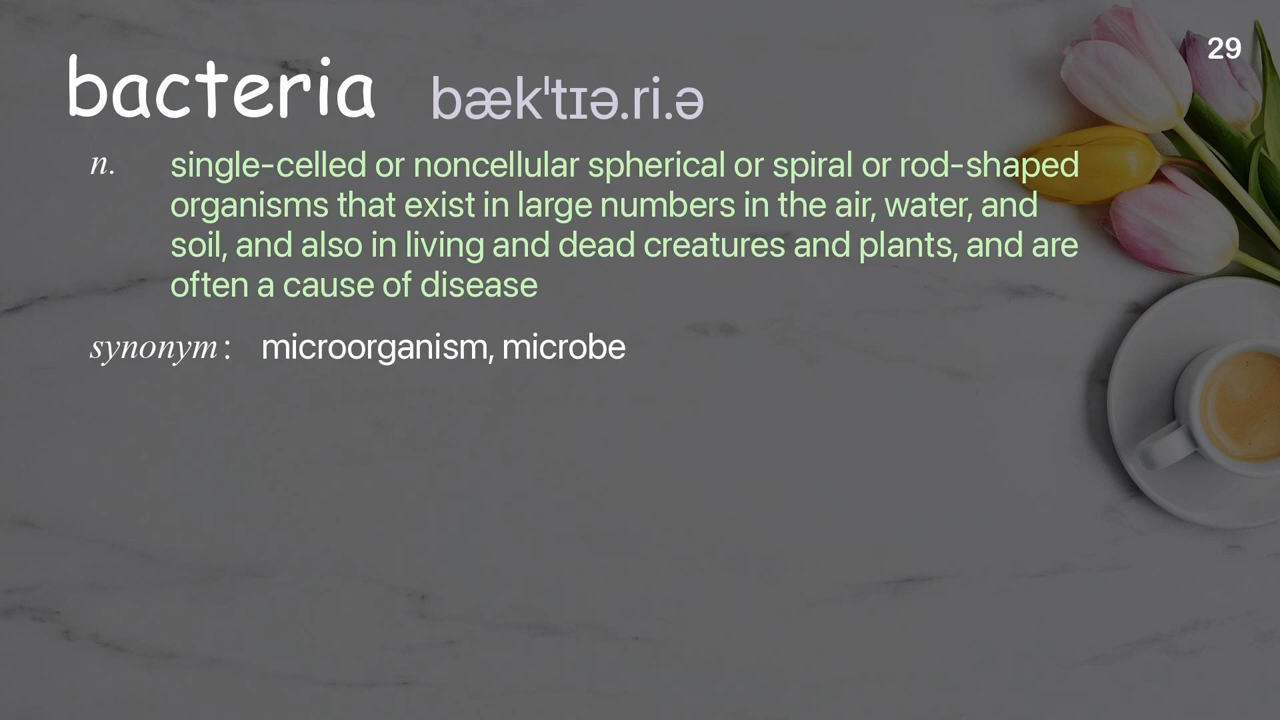 29
bacteria bækˈtɪə.ri.ə
n. single-celled or noncellular spherical or spiral or rod-shaped
organisms that exist in large numbers in the air, water, and
soil, and also in living and dead creatures and plants, and are
often a cause of disease
synonym: microorganism, microbe